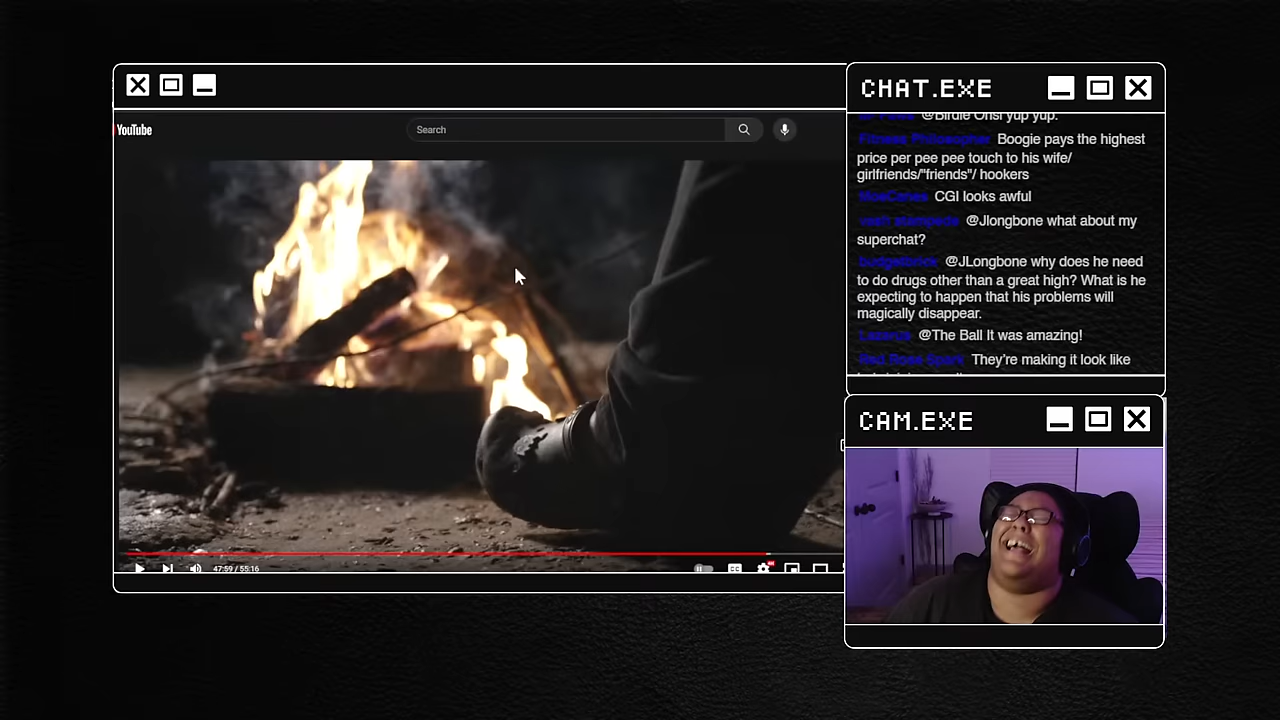 YouTube
Search
47:59 / 55:16
CHAT.EXE
@Birdie Onsi yup yup.
Fitness Philosopher Boogie pays the highest
price per pee pee touch to his wife/
girlfriends/"friends"/ hookers
CGI looks awful
@Jlongbone what about my
superchat?
@JLongbone why does he need
to do drugs other than a great high? What is he
expecting to happen that his problems will
magically disappear.
@The Ball It was amazing!
They're making it look like
CAM.EXE